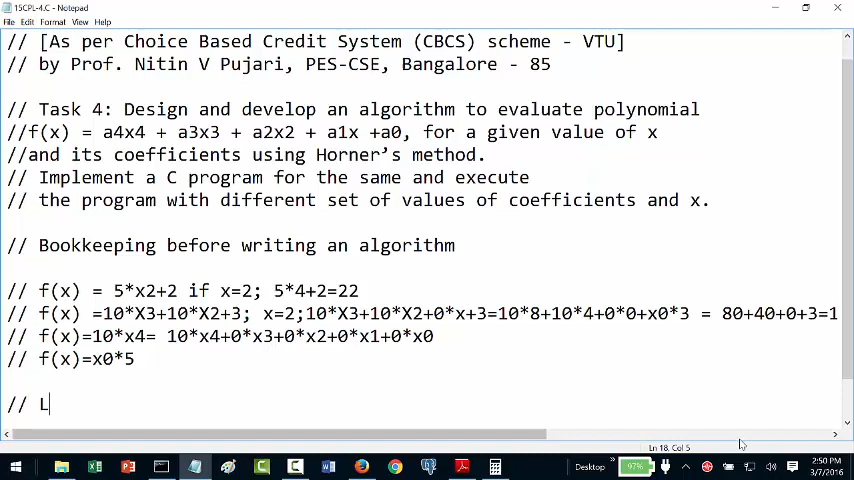 15CPL-4.C - Notepad
File Edit Format View Help
// [As per Choice Based Credit System (CBCS) scheme - VTU]
// by Prof. Nitin V Pujari, PES-CSE, Bangalore - 85
// Task 4: Design and develop an algorithm to evaluate polynomial
//f(x) = a4x4 + a3x3 + a2x2 + a1x +a0, for a given value of x
//and its coefficients using Horner’s method.
// Implement a C program for the same and execute
// the program with different set of values of coefficients and x.
// Bookkeeping before writing an algorithm
// f(x) = 5*x2+2 if x=2; 5*4+2=22
// f(x) =10*X3+10*X2+3; x=2;10*X3+10*X2+0*x+3=10*8+10*4+0*0+x0*3 = 80+40+0+3=1
// f(x)=10*x4= 10*x4+0*x3+0*x2+0*x1+0*x0
// f(x)=x0*5
// L
Ln 18, Col 5
Desktop
97%
2:50 PM
3/7/2016